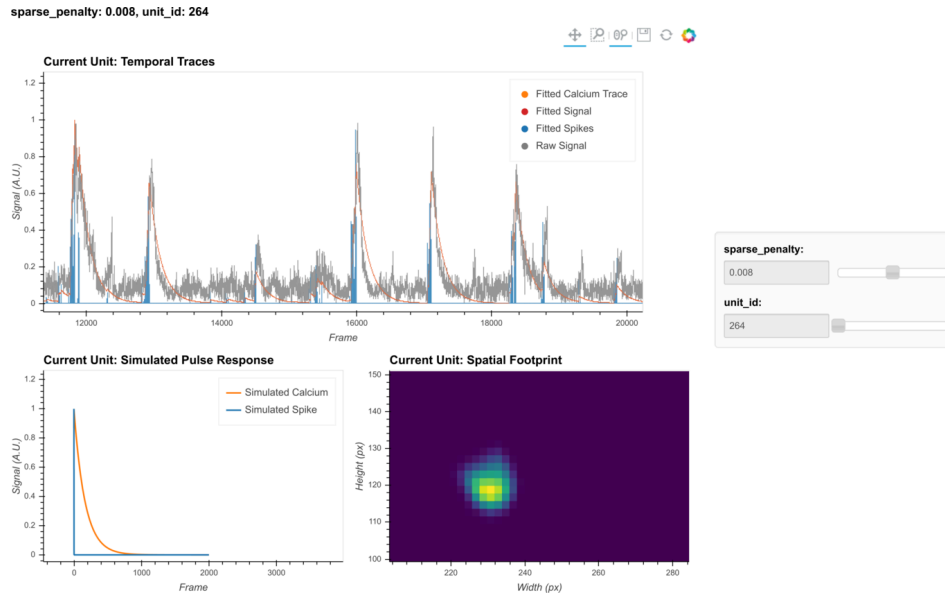 sparse_penalty: 0.008, unit_id: 264
Current Unit: Temporal Traces
1.2
1
0.8
0.6
0.4
0.2
0
Signal (A.U.)
Fitted Calcium Trace
Fitted Signal
Fitted Spikes
Raw Signal
12000
14000
16000
18000
20000
Frame
sparse_penalty:
0.008
unit_id:
264
Current Unit: Simulated Pulse Response
1.2
1
0.8
0.6
0.4
0.2
0
Signal (A.U.)
Simulated Calcium
Simulated Spike
0
1000
2000
3000
Frame
Current Unit: Spatial Footprint
150
140
130
120
110
100
Height (px)
220
240
260
280
Width (px)